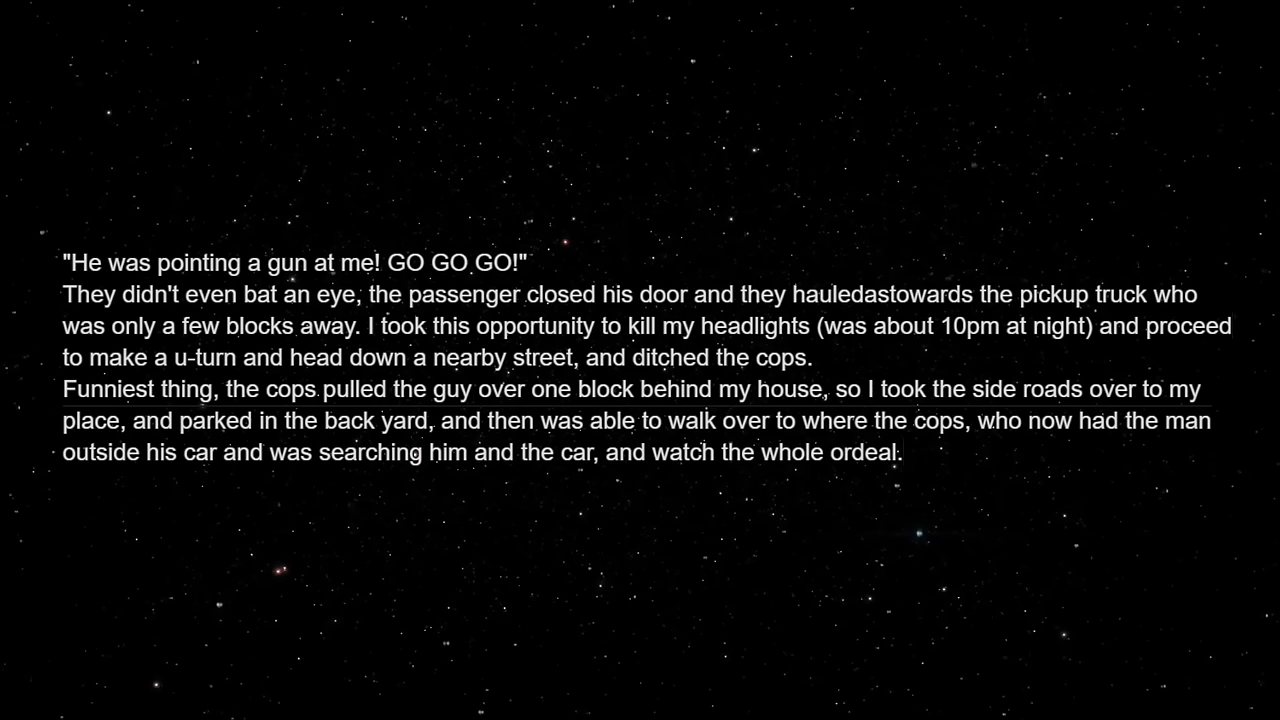 "He was pointing a gun at me! GO GO GO!"
They didn't even bat an eye, the passenger closed his door and they hauledastowards the pickup truck who
was only a few blocks away. I took this opportunity to kill my headlights (was about 10pm at night) and proceed
to make a u-turn and head down a nearby street, and ditched the cops.
Funniest thing, the cops pulled the guy over one block behind my house, so I took the side roads over to my
place, and parked in the back yard, and then was able to walk over to where the cops, who now had the man
outside his car and was searching him and the car, and watch the whole ordeal.